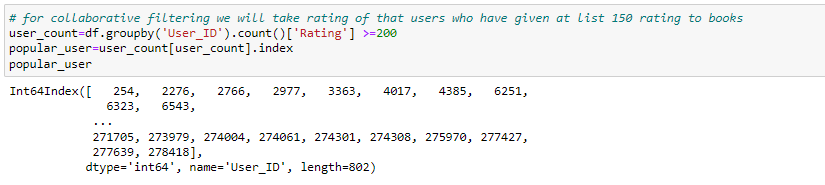 # for collaborative filtering we will take rating of that users who have given at list 150 rating to books
user_count=df.groupby('User_ID').count()['Rating'] >=200
popular_user=user_count[user_count].index
popular_user
Int64Index([   254,   2276,   2766,   2977,   3363,   4017,   4385,   6251,
              6323,   6543,
            ...
            271705, 273979, 274004, 274061, 274301, 274308, 275970, 277427,
            277639, 278418],
           dtype='int64', name='User_ID', length=802)